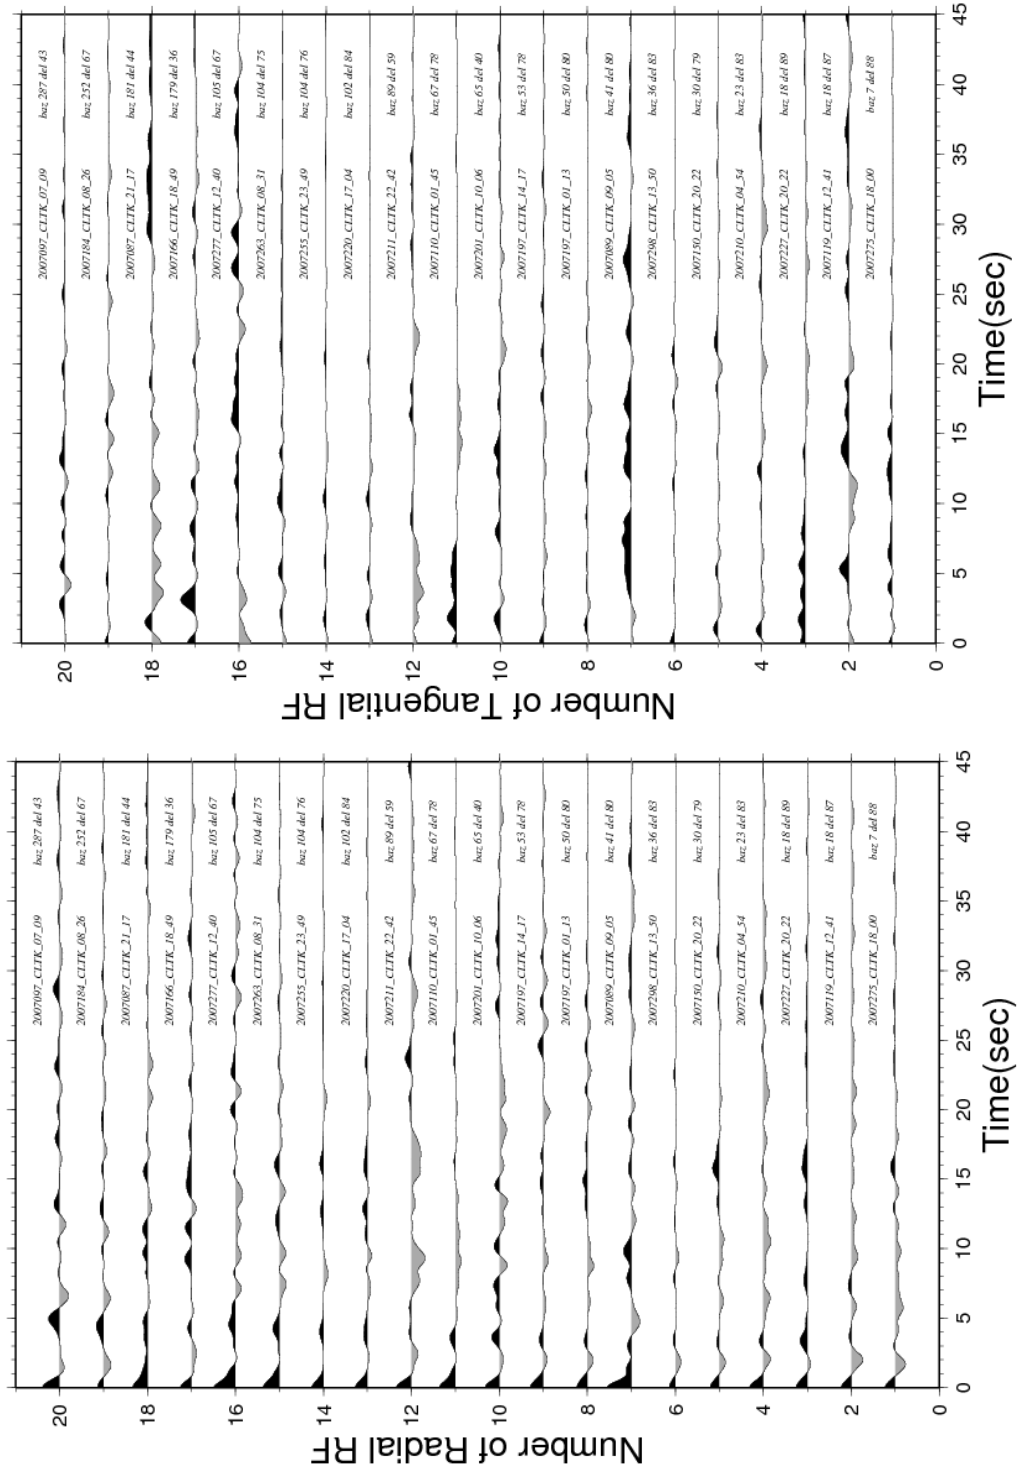 Number of Radial RF
20
18
16
14
12
10
8
6
4
2
0
2007097_CLTK_07_09 baz 287 del 43
2007184_CLTK_08_26 baz 252 del 67
2007087_CLTK_21_17 baz 181 del 44
2007166_CLTK_18_49 baz 179 del 36
2007277_CLTK_12_40 baz 105 del 67
2007263_CLTK_08_31 baz 104 del 75
2007255_CLTK_23_49 baz 104 del 76
2007220_CLTK_17_04 baz 102 del 84
2007211_CLTK_22_42 baz 89 del 59
2007110_CLTK_01_45 baz 67 del 78
2007201_CLTK_10_06 baz 65 del 40
2007197_CLTK_14_17 baz 53 del 78
2007197_CLTK_01_13 baz 50 del 80
2007089_CLTK_09_05 baz 41 del 80
2007298_CLTK_13_50 baz 36 del 83
2007150_CLTK_20_22 baz 30 del 79
2007210_CLTK_04_54 baz 23 del 83
2007227_CLTK_20_22 baz 18 del 89
2007119_CLTK_12_41 baz 18 del 87
2007275_CLTK_18_00 baz 7 del 88
0 5 10 15 20 25 30 35 40 45
Time(sec)
Number of Tangential RF
20
18
16
14
12
10
8
6
4
2
0
2007097_CLTK_07_09 baz 287 del 43
2007184_CLTK_08_26 baz 252 del 67
2007087_CLTK_21_17 baz 181 del 44
2007166_CLTK_18_49 baz 179 del 36
2007277_CLTK_12_40 baz 105 del 67
2007263_CLTK_08_31 baz 104 del 75
2007255_CLTK_23_49 baz 104 del 76
2007220_CLTK_17_04 baz 102 del 84
2007211_CLTK_22_42 baz 89 del 59
2007110_CLTK_01_45 baz 67 del 78
2007201_CLTK_10_06 baz 65 del 40
2007197_CLTK_14_17 baz 53 del 78
2007197_CLTK_01_13 baz 50 del 80
2007089_CLTK_09_05 baz 41 del 80
2007298_CLTK_13_50 baz 36 del 83
2007150_CLTK_20_22 baz 30 del 79
2007210_CLTK_04_54 baz 23 del 83
2007227_CLTK_20_22 baz 18 del 89
2007119_CLTK_12_41 baz 18 del 87
2007275_CLTK_18_00 baz 7 del 88
0 5 10 15 20 25 30 35 40 45
Time(sec)